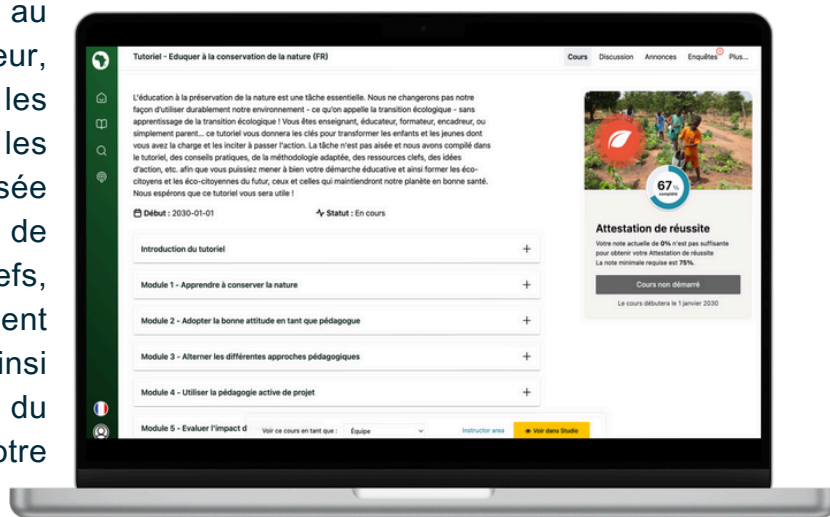 au
eur,
les
les
sée
de
efs,
ent
insi
du
otre
Tutoriel - Eduquer à la conservation de la nature (FR)
Cours Discussion Annonces Enquêtes Plus...
L'éducation à la préservation de la nature est une tâche essentielle. Nous ne changerons pas notre
façon d'utiliser durablement notre environnement - ce qu'on appelle la transition écologique - sans
apprentissage de la transition écologique ! Vous êtes enseignant, éducateur, formateur, encadreur, ou
simplement parent... ce tutoriel vous donnera les clés pour transformer les enfants et les jeunes dont
vous avez la charge et les inciter à passer l'action. La tâche n'est pas aisée et nous avons compilé dans
le tutoriel, des conseils pratiques, de la méthodologie adaptée, des ressources clefs, des idées
d'action, etc. afin que vous puissiez mener à bien votre démarche éducative et ainsi former les éco-
citoyens et les éco-citoyennes du futur, ceux et celles qui maintiendront notre planète en bonne santé.
Nous espérons que ce tutoriel vous sera utile !
Début : 2030-01-01
Statut : En cours
Introduction du tutoriel +
Module 1 - Apprendre à conserver la nature +
Module 2 - Adopter la bonne attitude en tant que pédagogue +
Module 3 - Alterner les différentes approches pédagogiques +
Module 4 - Utiliser la pédagogie active de projet +
Module 5 - Evaluer l'impact d
Voir ce cours en tant que : Équipe
Instructor area
Voir dans Studio
67 %
complété
Attestation de réussite
Votre note actuelle de 0% n'est pas suffisante
pour obtenir votre Attestation de réussite
La note minimale requise est 75%.
Cours non démarré
Le cours débutera le 1 janvier 2030